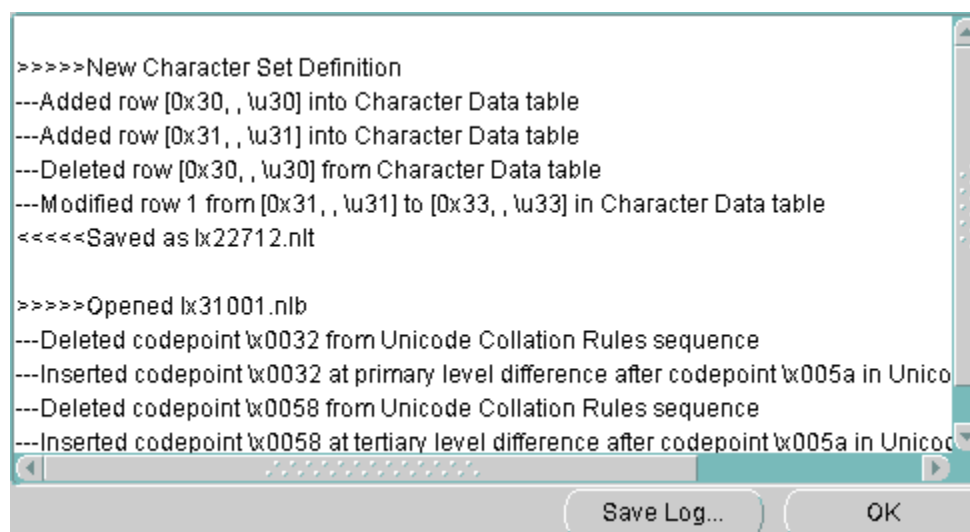 >>>>>New Character Set Definition
---Added row [0x30, , \u30] into Character Data table
---Added row [0x31, , \u31] into Character Data table
---Deleted row [0x30, , \u30] from Character Data table
---Modified row 1 from [0x31, , \u31] to [0x33, , \u33] in Character Data table
<<<<<Saved as lx22712.nlt
>>>>>Opened lx31001.nlb
---Deleted codepoint \x0032 from Unicode Collation Rules sequence
---Inserted codepoint \x0032 at primary level difference after codepoint \x005a in Unico
---Deleted codepoint \x0058 from Unicode Collation Rules sequence
---Inserted codepoint \x0058 at tertiary level difference after codepoint \x005a in Unicod
Save Log... OK